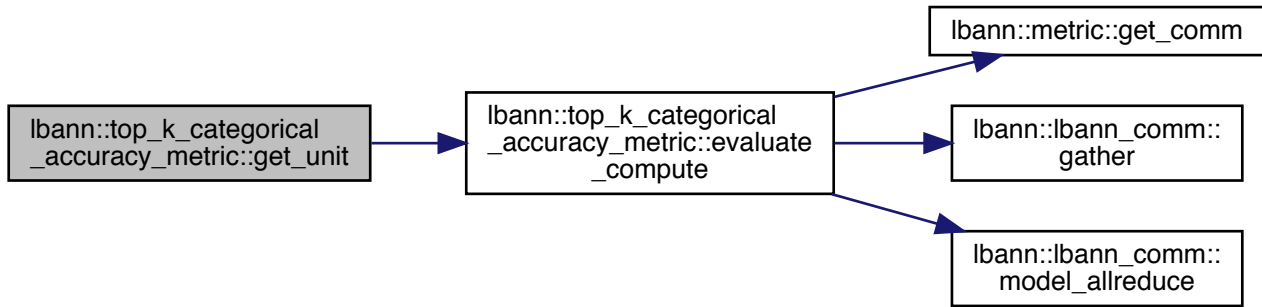 lbann::top_k_categorical
_accuracy_metric::get_unit
lbann::top_k_categorical
_accuracy_metric::evaluate
_compute
lbann::metric::get_comm
lbann::lbann_comm::
gather
lbann::lbann_comm::
model_allreduce